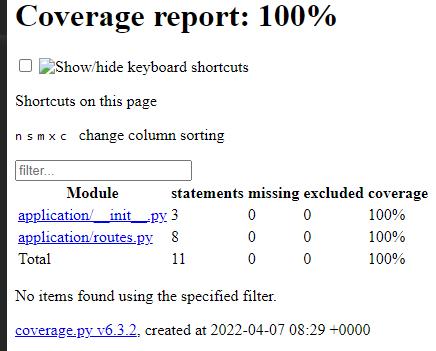 Coverage report: 100%
Show/hide keyboard shortcuts
Shortcuts on this page
n s m x c change column sorting
filter...
Module statements missing excluded coverage
application/__init__.py 3 0 0 100%
application/routes.py 8 0 0 100%
Total 11 0 0 100%
No items found using the specified filter.
coverage.py v6.3.2, created at 2022-04-07 08:29 +0000